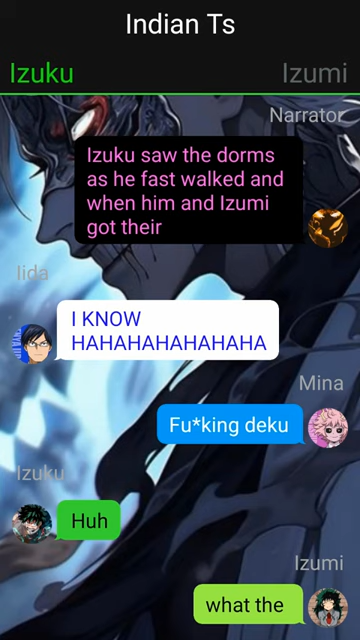 Indian Ts
Izuku Izumi
Narrator
Izuku saw the dorms
as he fast walked and
when him and Izumi
got their
Iida
I KNOW
HAHAHAHAHAHAHA
Mina
Fu*king deku
Izuku
Huh
Izumi
what the